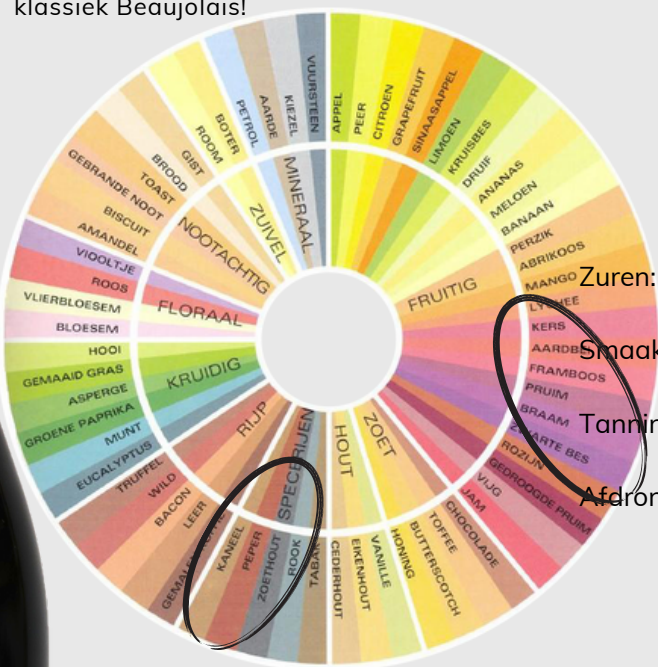 klassiek Beaujolais!
VUURSTEEN
KIEZEL
AARDE
PETROL
BOTER
ROOM
GIST
BROOD
TOAST
GEBRANDE NOOT
BISCUIT
AMANDEL
VIOOLTJE
ROOS
VLIERBLOESEM
BLOESEM
HOOI
GEMAAID GRAS
ASPERGE
GROENE PAPRIKA
MUNT
EUCALYPTUS
TRUFFEL
WILD
BACON
LEER
KANEEL
PEPER
ZOETHOUT
ROOK
TABAK
CEDERHOUT
EIKENHOUT
VANILLE
HONING
BUTTERSCOTCH
TOFFEE
CHOCOLADE
JAM
VIJG
GEDROOGDE PRUIM
ROZIJN
ZWARTE BES
BRAAM
PRUIM
FRAMBOOS
AARDBEI
KERS
LYCHEE
MANGO
ABRIKOOS
PERZIK
BANAAN
MELOEN
ANANAS
DRUIF
KRUISBES
LIMOEN
SINAASAPPEL
GRAPEFRUIT
CITROEN
PEER
APPEL
MINERAAL
ZUIVEL
NOOTACHTIG
FLORAAL
KRUIDIG
RIJP
SPECERIJEN
HOUT
ZOET
FRUITIG
Zuren:
Smaak
Tannin
Afdron